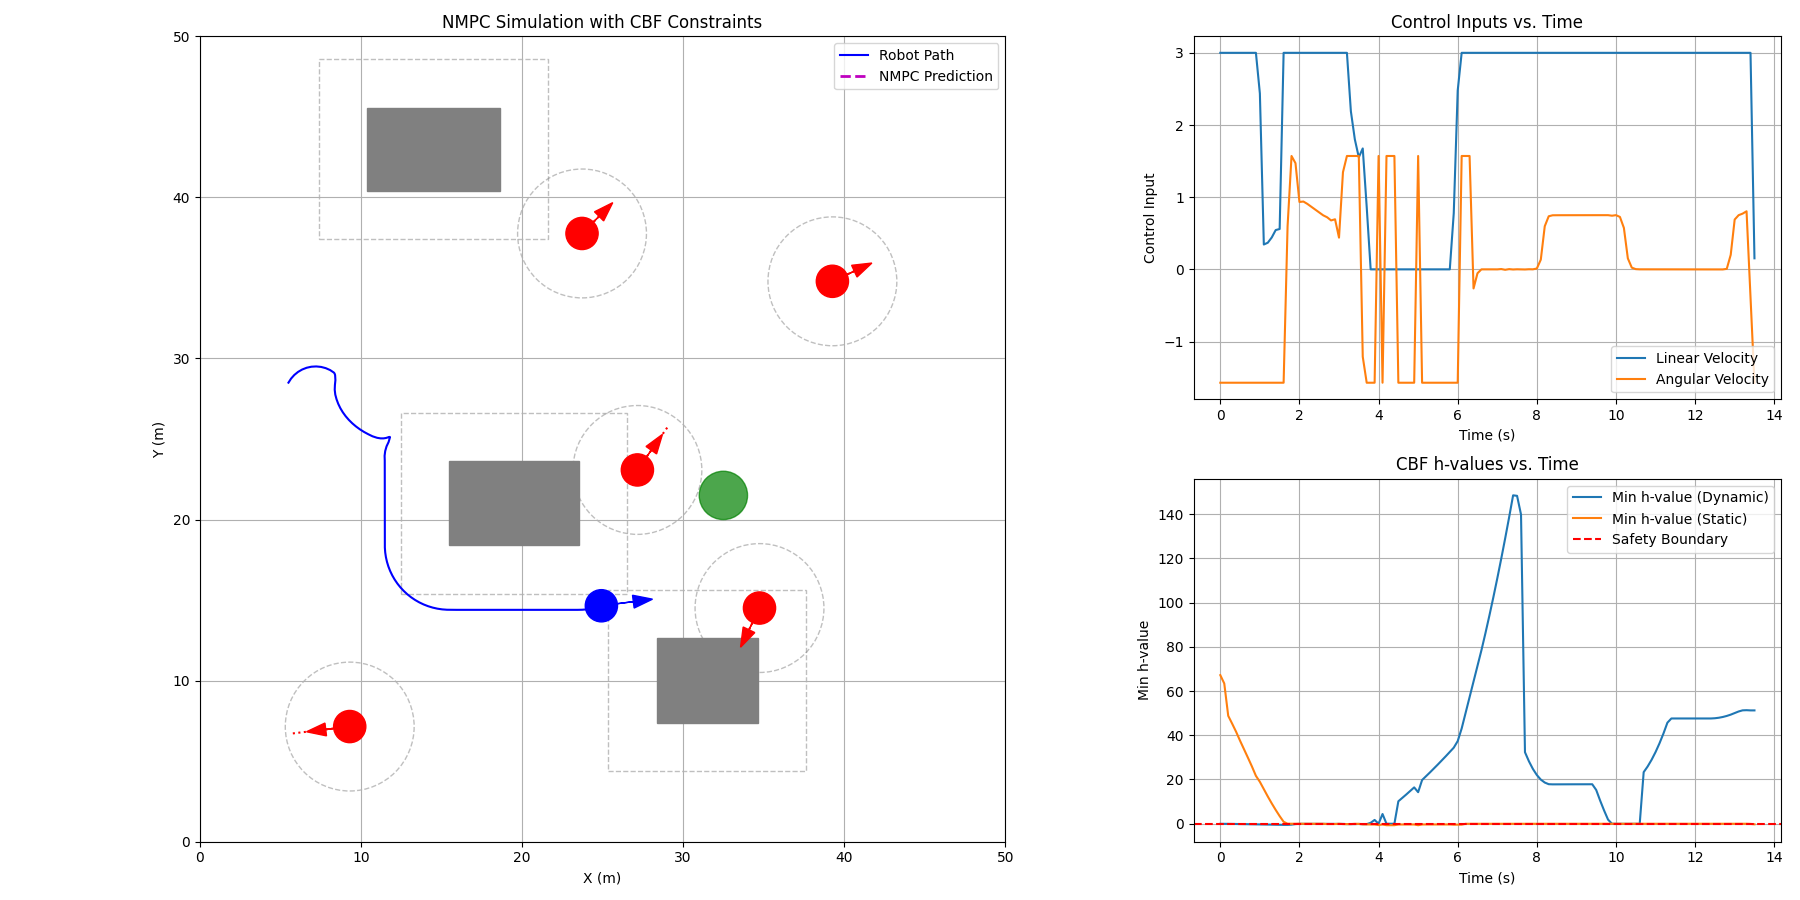 NMPC Simulation with CBF Constraints
50
40
30
20
10
0
Y (m)
0 10 20 30 40 50
X (m)
Robot Path
NMPC Prediction
Control Inputs vs. Time
3
2
1
0
−1
Control Input
0 2 4 6 8 10 12 14
Time (s)
Linear Velocity
Angular Velocity
CBF h-values vs. Time
140
120
100
80
60
40
20
0
Min h-value
0 2 4 6 8 10 12 14
Time (s)
Min h-value (Dynamic)
Min h-value (Static)
Safety Boundary